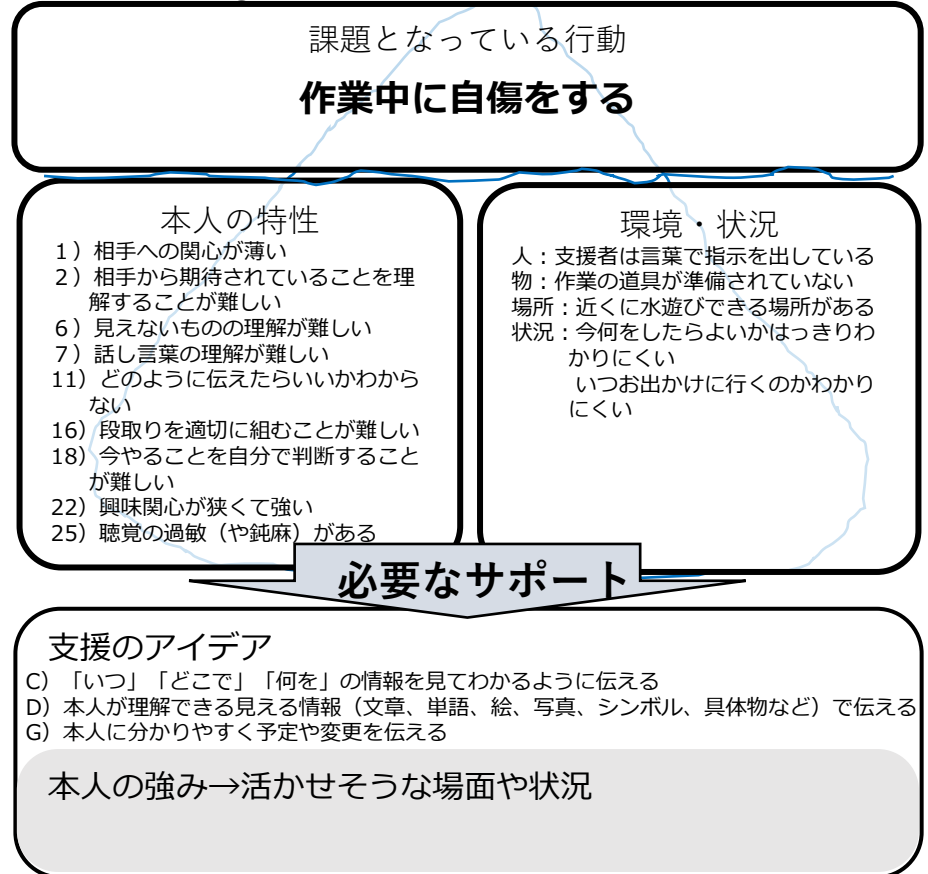 課題となっている行動
作業中に自傷をする
本人の特性
1）相手への関心が薄い
2）相手から期待されていることを理
解することが難しい
6）見えないものの理解が難しい
7）話し言葉の理解が難しい
11）どのように伝えたらいいかわから
ない
16）段取りを適切に組むことが難しい
18）今やることを自分で判断すること
が難しい
22）興味関心が狭くて強い
25）聴覚の過敏（や鈍麻）がある
環境・状況
人：支援者は言葉で指示を出している
物：作業の道具が準備されていない
場所：近くに水遊びできる場所がある
状況：今何をしたらよいかはっきりわ
かりにくい
いつお出かけに行くのかわかり
にくい
必要なサポート
支援のアイデア
C）「いつ」「どこで」「何を」の情報を見てわかるように伝える
D）本人が理解できる見える情報（文章、単語、絵、写真、シンボル、具体物など）で伝える
G）本人に分かりやすく予定や変更を伝える
本人の強み→活かせそうな場面や状況